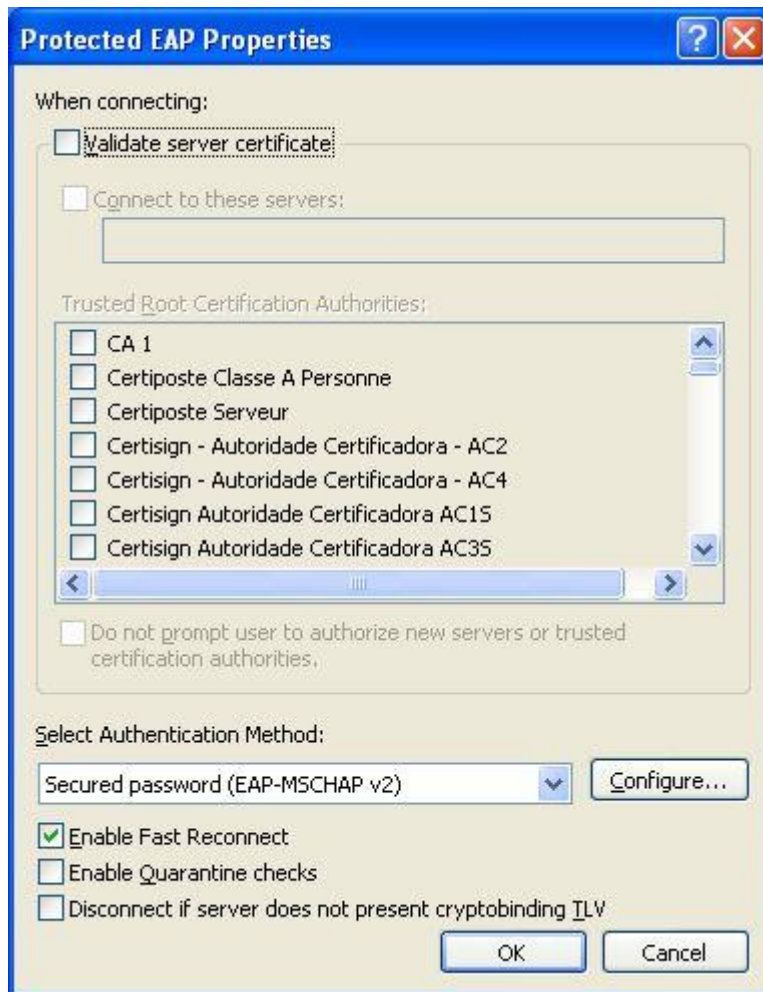 Protected EAP Properties
When connecting:
Validate server certificate
Connect to these servers:
Trusted Root Certification Authorities:
CA 1
Certiposte Classe A Personne
Certiposte Serveur
Certisign - Autoridade Certificadora - AC2
Certisign - Autoridade Certificadora - AC4
Certisign Autoridade Certificadora AC1S
Certisign Autoridade Certificadora AC3S
Do not prompt user to authorize new servers or trusted
certification authorities.
Select Authentication Method:
Secured password (EAP-MSCHAP v2)
Configure...
Enable Fast Reconnect
Enable Quarantine checks
Disconnect if server does not present cryptobinding TLV
OK
Cancel